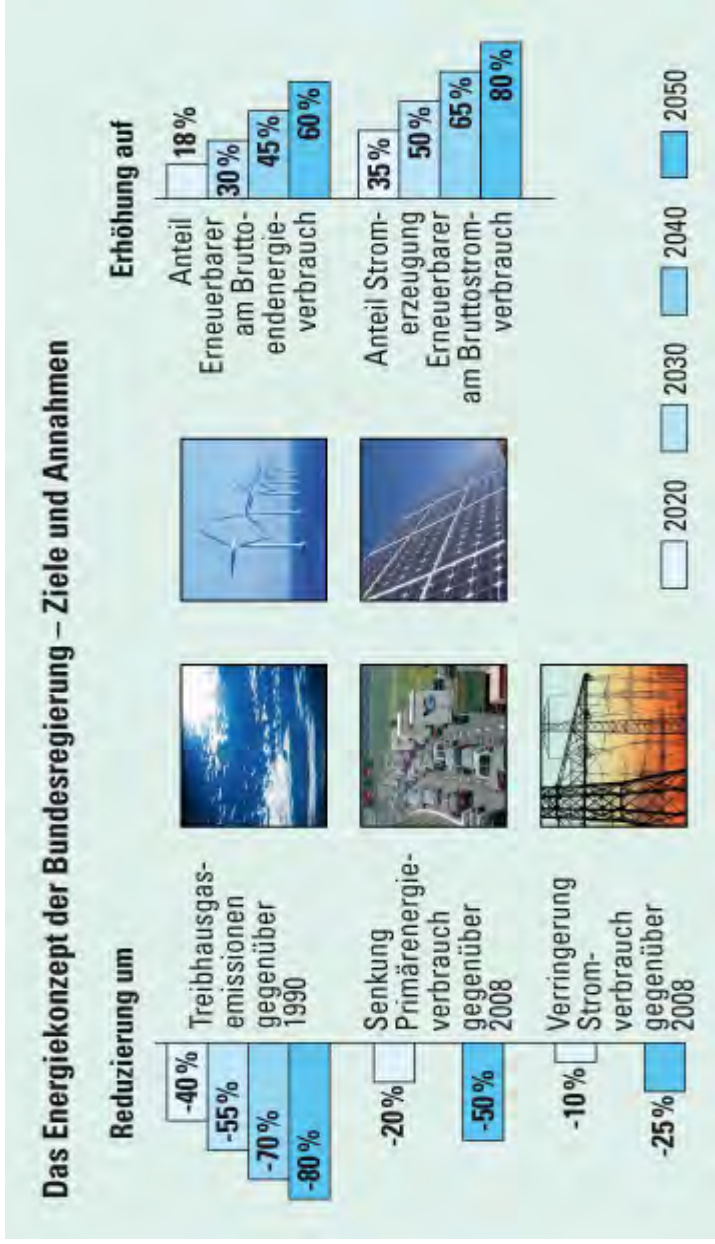 Das Energiekonzept der Bundesregierung – Ziele und Annahmen
Reduzierung um
-40%
-55%
-70%
-80%
Treibhausgas-
emissionen
gegenüber
1990
-20%
-50%
Senkung
Primärenergie-
verbrauch
gegenüber
2008
-10%
-25%
Verringerung
Strom-
verbrauch
gegenüber
2008
Erhöhung auf
Anteil
Erneuerbarer
am Brutto-
endenergie-
verbrauch
18%
30%
45%
60%
Anteil Strom-
erzeugung
Erneuerbarer
am Bruttostrom-
verbrauch
35%
50%
65%
80%
2020
2030
2040
2050